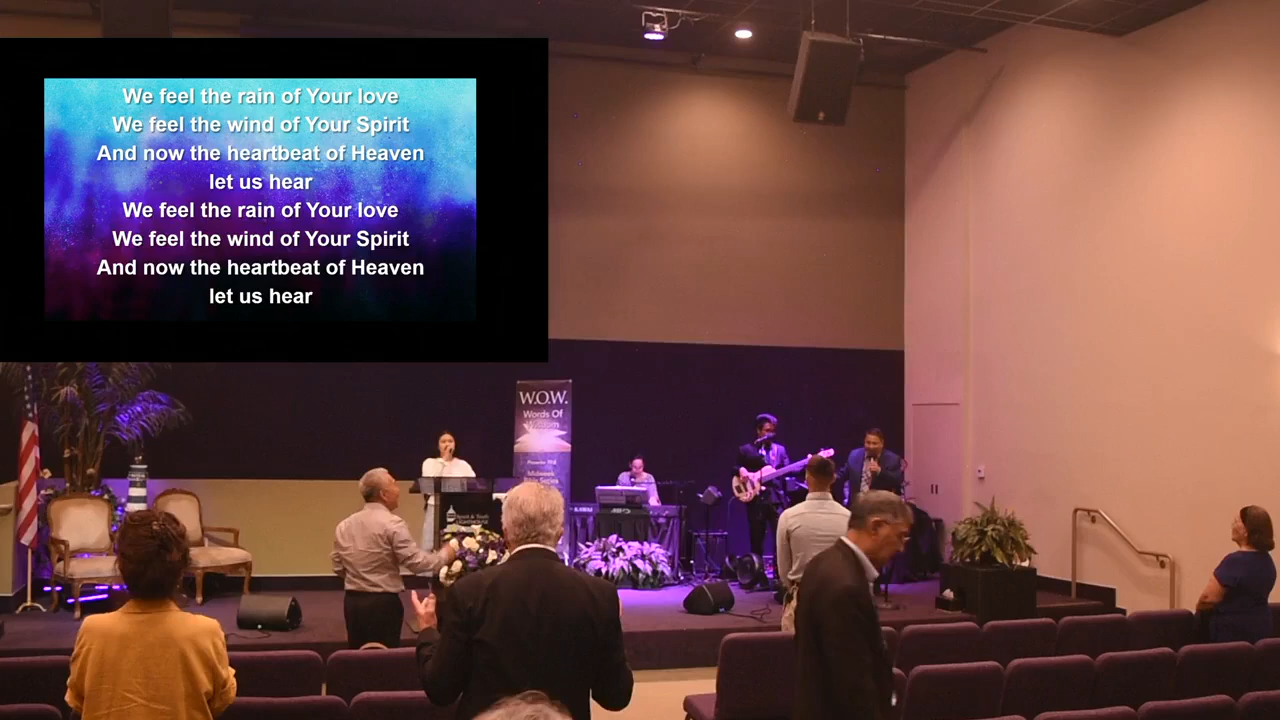 We feel the rain of Your love
We feel the wind of Your Spirit
And now the heartbeat of Heaven
let us hear
We feel the rain of Your love
We feel the wind of Your Spirit
And now the heartbeat of Heaven
let us hear
W.O.W.
Words Of
Wisdom